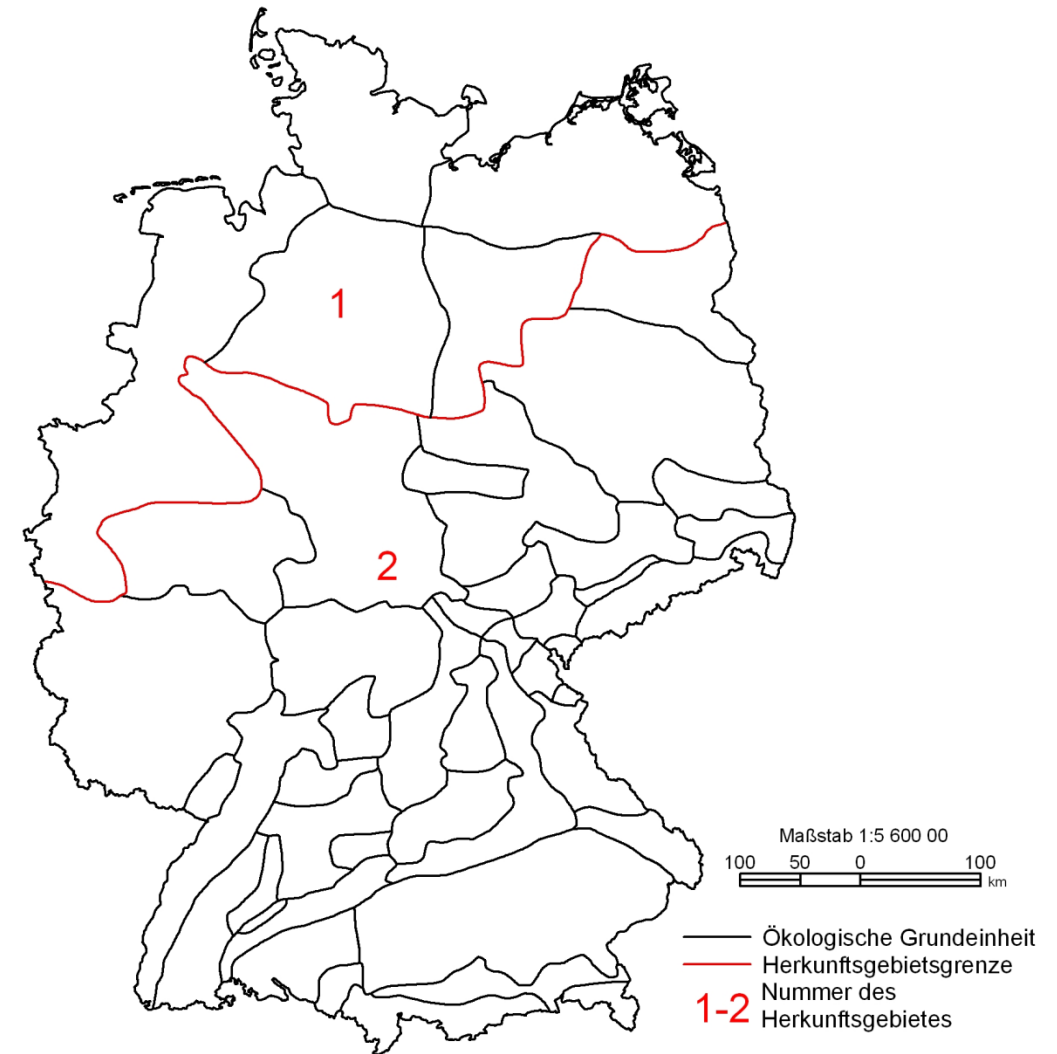 1
2
Maßstab 1:5 600 00
100 50 0 100
km
Ökologische Grundeinheit
Herkunftsgebietsgrenze
1-2 Nummer des
Herkunftsgebietes